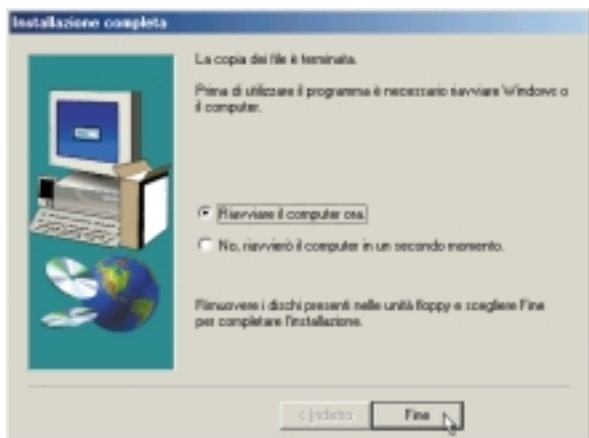 Installazione completa
La copia dei file è terminata.
Prima di utilizzare il programma è necessario riavviare Windows o
il computer.
Riavviare il computer ora.
No, riavvierò il computer in un secondo momento.
Rimuovere i dischi presenti nelle unità floppy e scegliere Fine
per completare l'installazione.
< Indietro
Fine